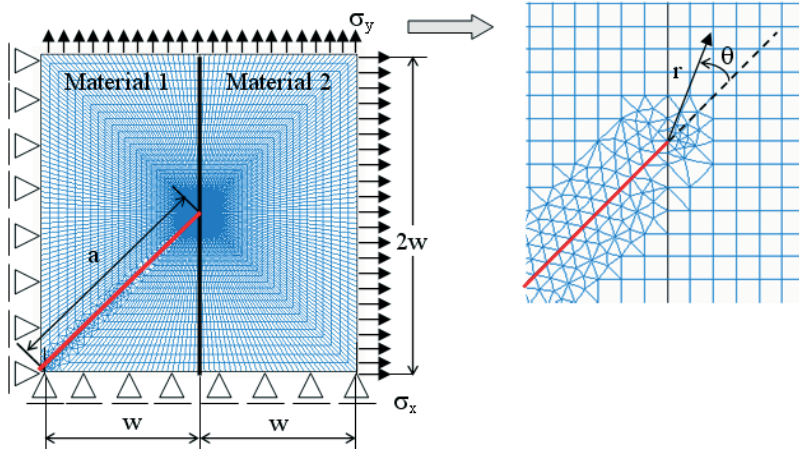 σy
Material 1
Material 2
a
2w
σx
w
w
r
θ